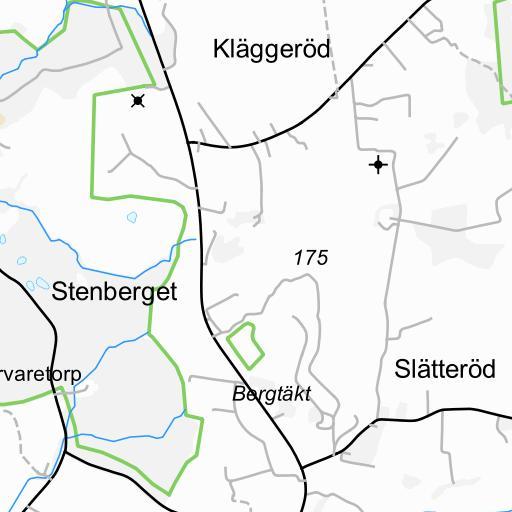 Kläggeröd
175
Stenberget
rvaretorp
Slätteröd
Bergtäkt